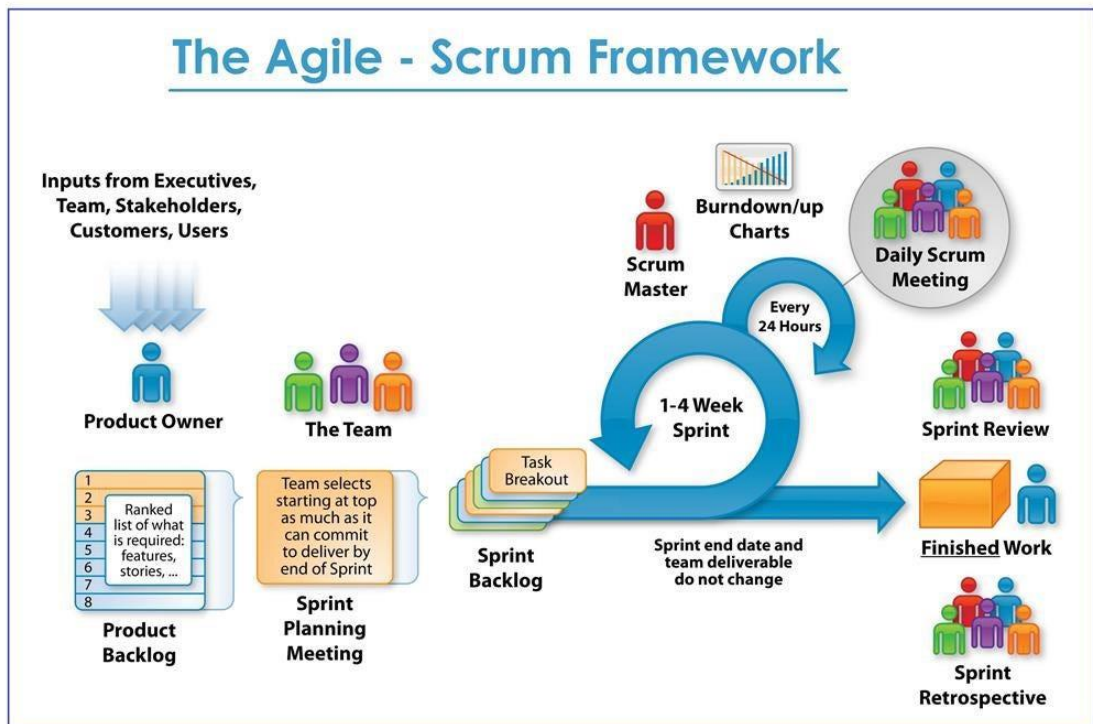 The Agile - Scrum Framework
Inputs from Executives,
Team, Stakeholders,
Customers, Users
Product Owner
The Team
1
2
3
4
5
6
7
8
Ranked
list of what
is required:
features,
stories, ...
Product
Backlog
Team selects
starting at top
as much as it
can commit
to deliver by
end of Sprint
Sprint
Planning
Meeting
Task
Breakout
Sprint
Backlog
Scrum
Master
Burndown/up
Charts
Daily Scrum
Meeting
Every
24 Hours
1-4 Week
Sprint
Sprint end date and
team deliverable
do not change
Sprint Review
Finished Work
Sprint
Retrospective